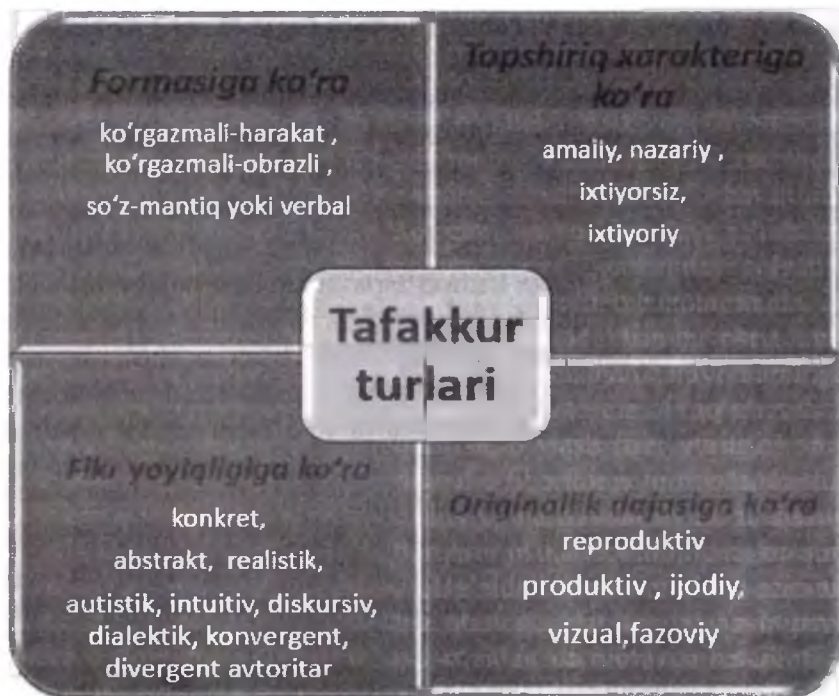 Formasiga ko'ra
ko'rgazmali-harakat ,
ko'rgazmali-obrazli ,
so'z-mantiq yoki verbal
Topshiriq xarakteriga
ko'ra
amaliy, nazariy ,
ixtiyorsiz,
ixtiyoriy
Tafakkur
turlari
Fikr yoyiqligiga ko'ra
konkret,
abstrakt, realistik,
autistik, intuitiv, diskursiv,
dialektik, konvergent,
divergent avtoritar
Originallik dajasiga ko'ra
reproduktiv
produktiv , ijodiy,
vizual,fazoviy